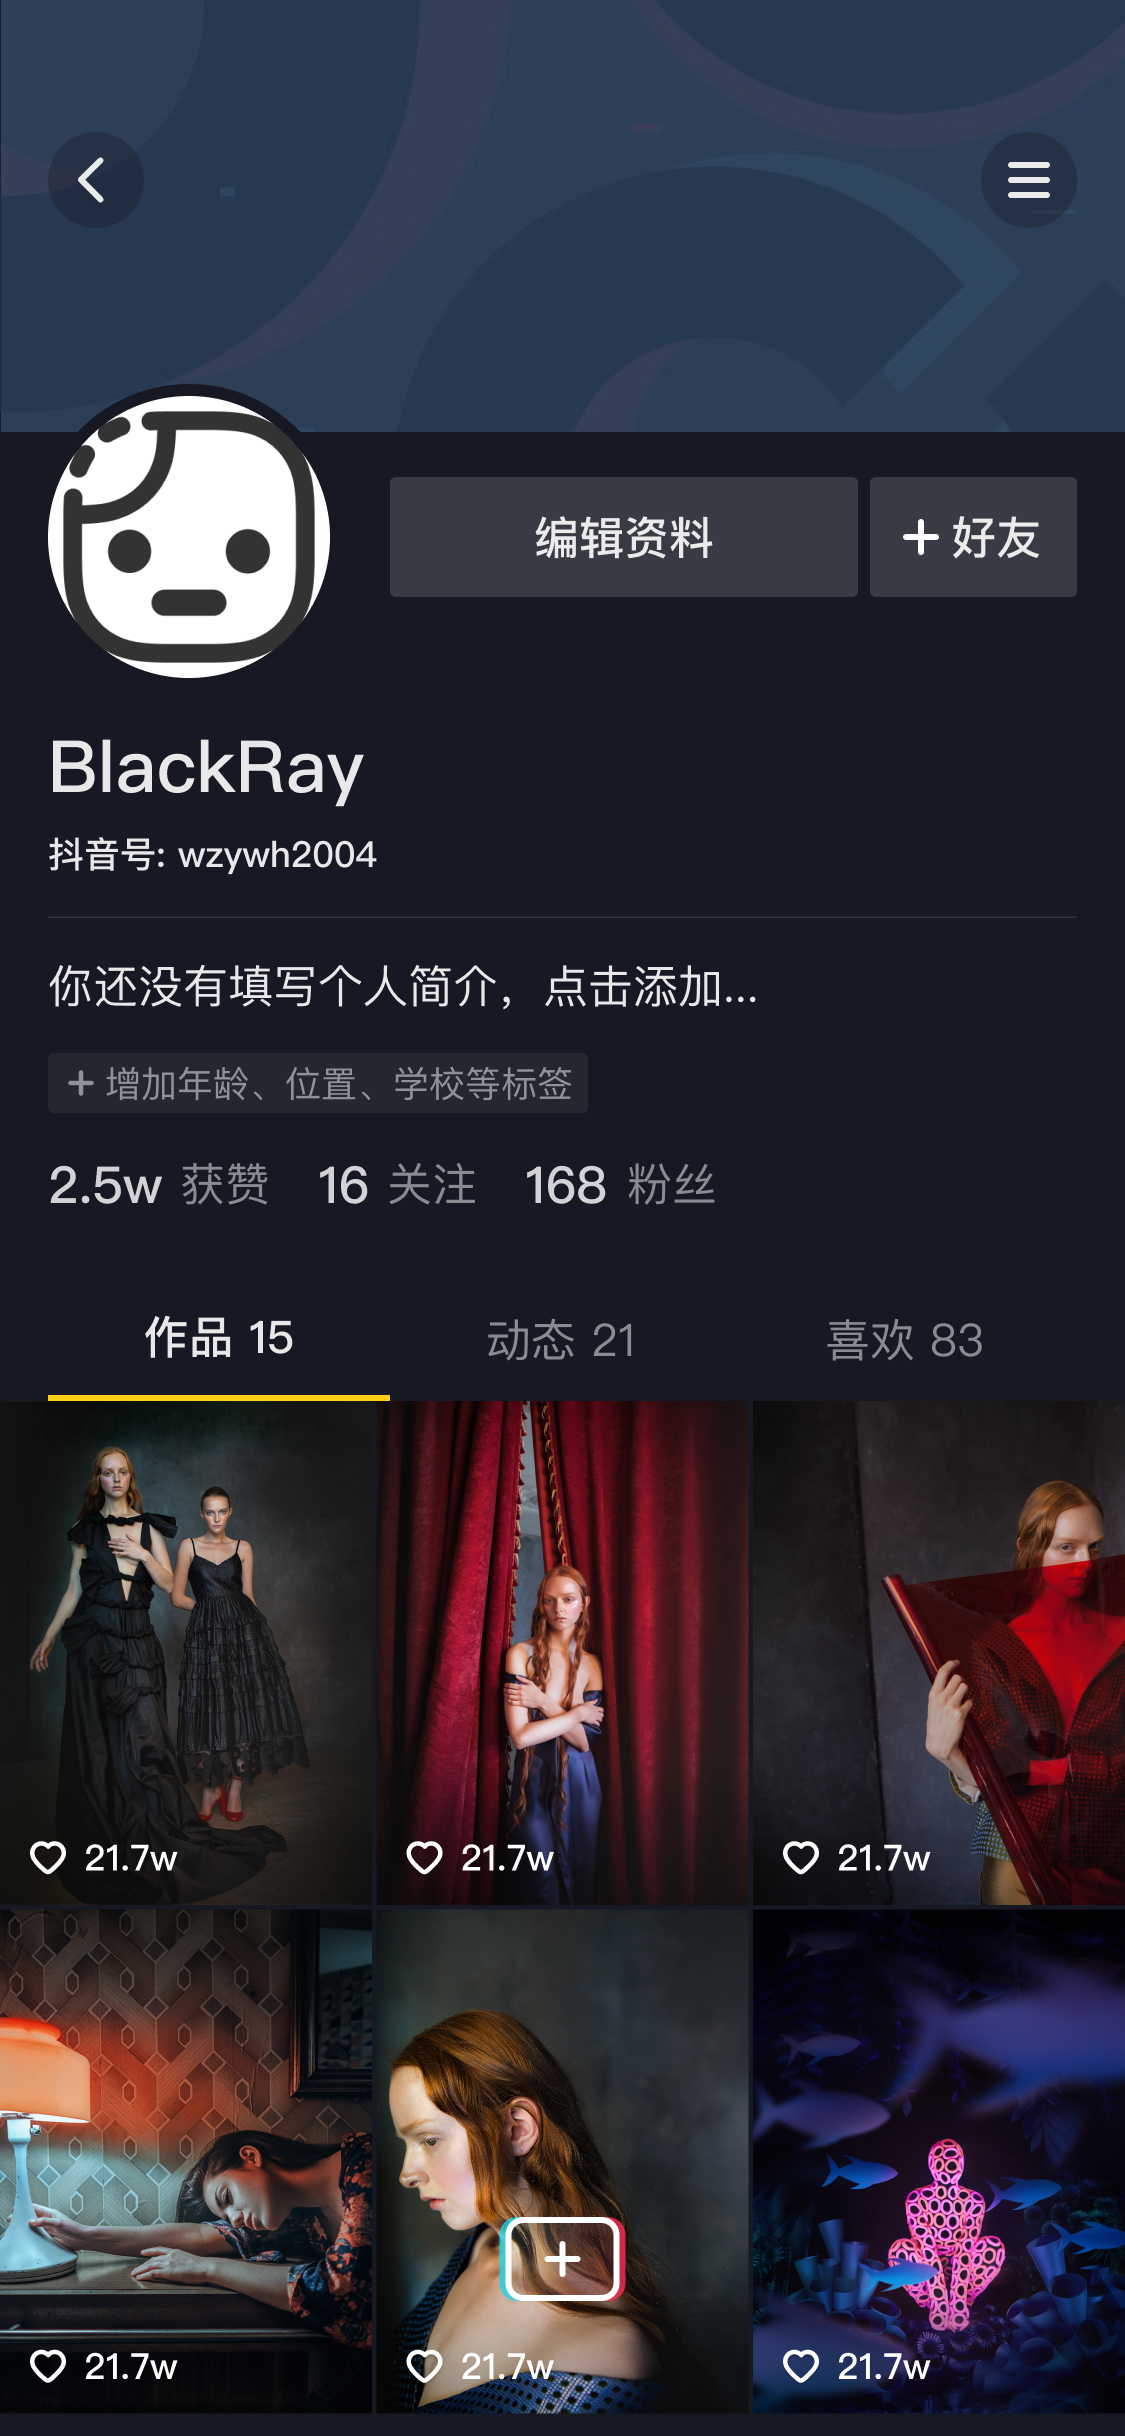 编辑资料
好友
BlackRay
抖音号: wzywh2004
你还没有填写个人简介，点击添加...
+ 增加年龄、位置、学校等标签
2.5w 获赞 16 关注 168 粉丝
作品 15 动态 21 喜欢 83
21.7w 21.7w 21.7w
21.7w 21.7w 21.7w